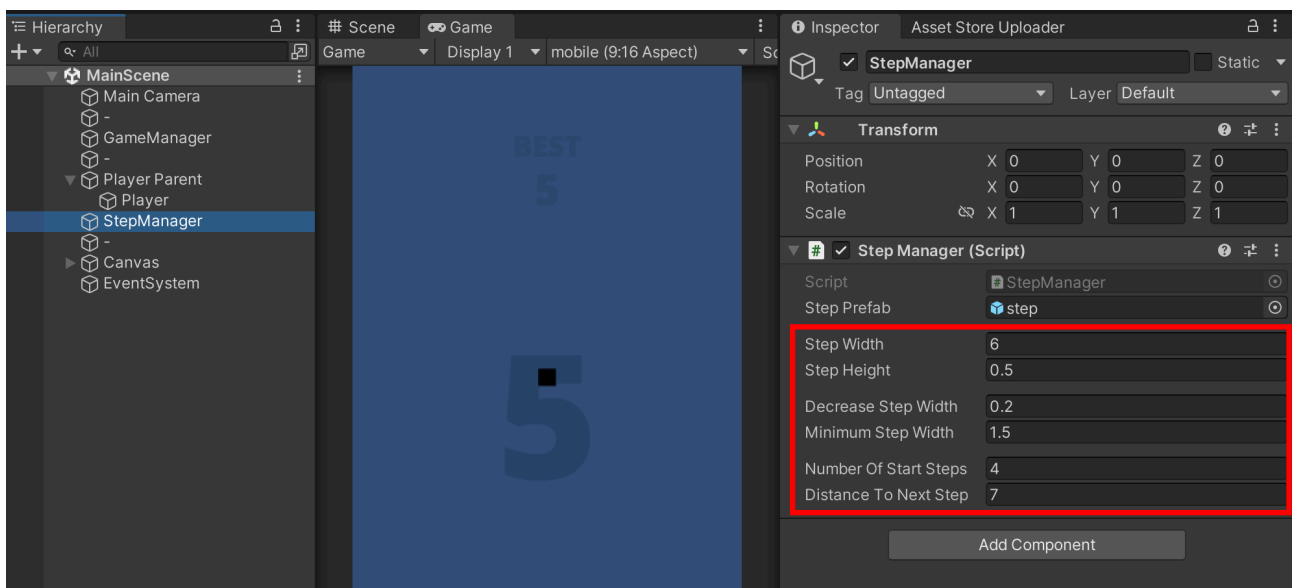 Hierarchy
All
MainScene
Main Camera
-
GameManager
-
Player Parent
Player
StepManager
-
Canvas
EventSystem
# Scene
Game
Game
Display 1
mobile (9:16 Aspect)
Sc
BEST
5
5
Inspector
Asset Store Uploader
StepManager
Static
Tag Untagged
Layer Default
Transform
Position X 0 Y 0 Z 0
Rotation X 0 Y 0 Z 0
Scale X 1 Y 1 Z 1
# Step Manager (Script)
Script # StepManager
Step Prefab step
Step Width 6
Step Height 0.5
Decrease Step Width 0.2
Minimum Step Width 1.5
Number Of Start Steps 4
Distance To Next Step 7
Add Component